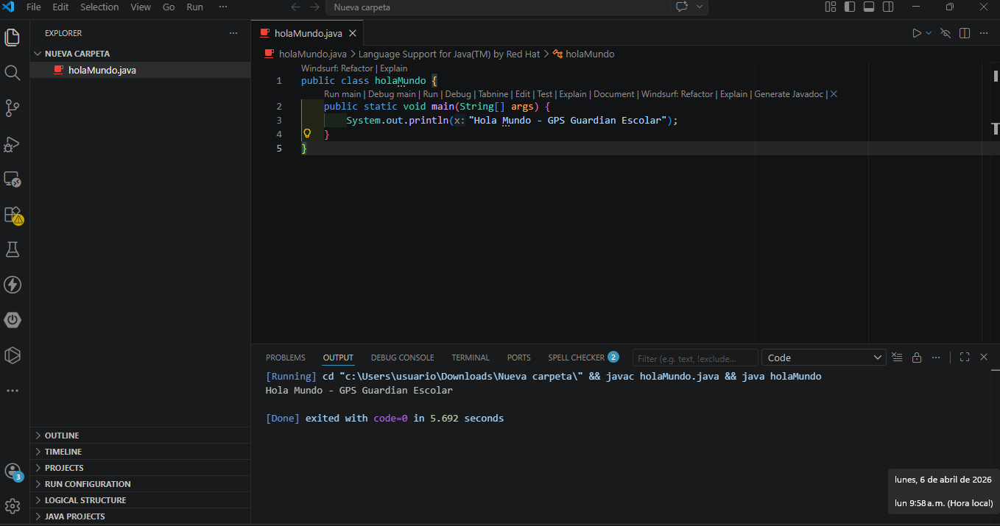 File Edit Selection View Go Run ··· Nueva carpeta
EXPLORER ···
NUEVA CARPETA
holaMundo.java
OUTLINE
TIMELINE
PROJECTS
RUN CONFIGURATION
LOGICAL STRUCTURE
JAVA PROJECTS
3
holaMundo.java
holaMundo.java > Language Support for Java(TM) by Red Hat > holaMundo
Windsurf: Refactor | Explain
1 public class holaMundo {
Run main | Debug main | Run | Debug | Tabnine | Edit | Test | Explain | Document | Windsurf: Refactor | Explain | Generate Javadoc | X
2 public static void main(String[] args) {
3 System.out.println(x: "Hola Mundo - GPS Guardian Escolar");
4 }
5 }
PROBLEMS OUTPUT DEBUG CONSOLE TERMINAL PORTS SPELL CHECKER 2 Filter (e.g. text, !exclude... Code
[Running] cd "c:\Users\usuario\Downloads\Nueva carpeta\" && javac holaMundo.java && java holaMundo
Hola Mundo - GPS Guardian Escolar
[Done] exited with code=0 in 5.692 seconds
lunes, 6 de abril de 2026
lun 9:58 a. m. (Hora local)